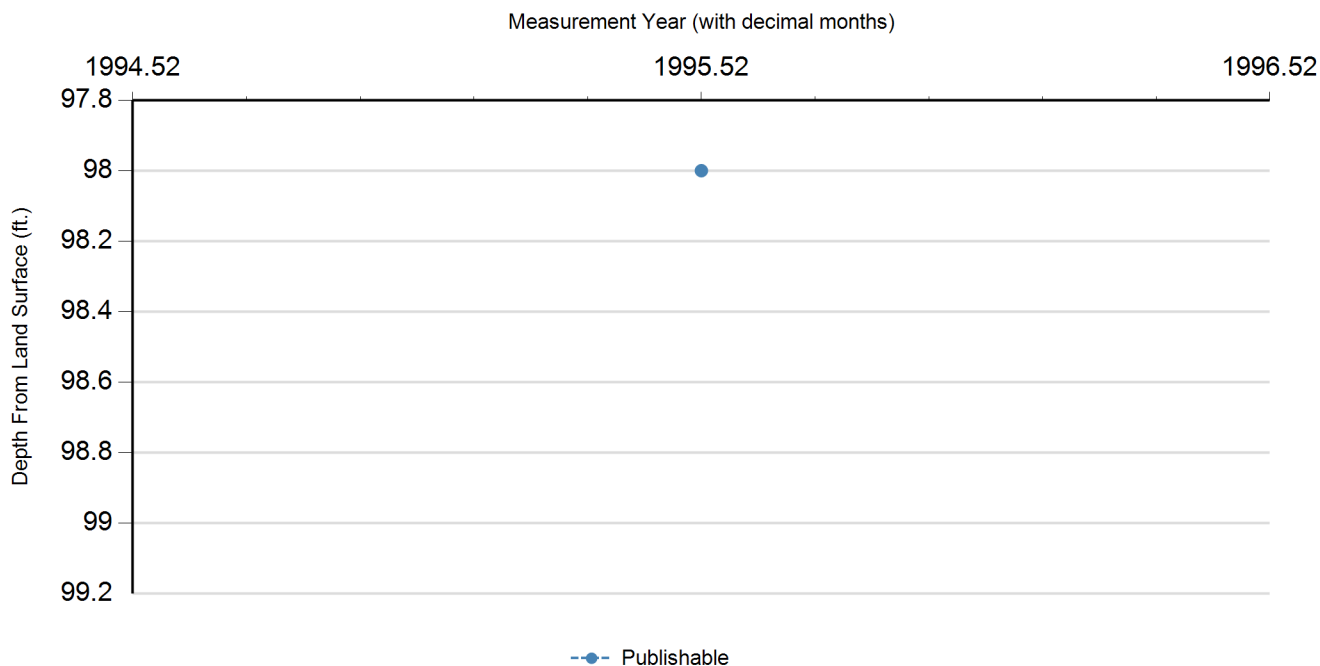 Measurement Year (with decimal months)
1994.52 1995.52 1996.52
97.8
98
98.2
98.4
98.6
98.8
99
99.2
Depth From Land Surface (ft.)
Publishable